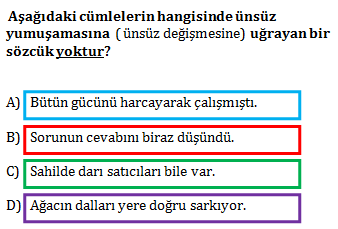 Aşağıdaki cümlelerin hangisinde ünsüz
yumuşamasına ( ünsüz değişmesine) uğrayan bir
sözcük yoktur?
A) Bütün gücünü harcayarak çalışmıştı.
B) Sorunun cevabını biraz düşündü.
C) Sahilde darı satıcıları bile var.
D) Ağacın dalları yere doğru sarkıyor.